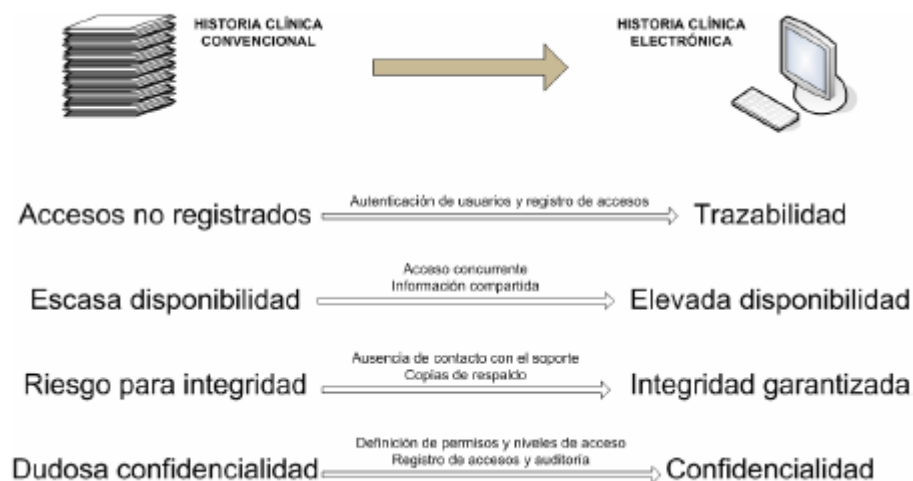 HISTORIA CLÍNICA
CONVENCIONAL
HISTORIA CLÍNICA
ELECTRÓNICA
Accesos no registrados
Autenticación de usuarios y registro de accesos
Trazabilidad
Escasa disponibilidad
Acceso concurrente
Información compartida
Elevada disponibilidad
Riesgo para integridad
Ausencia de contacto con el soporte
Copias de respaldo
Integridad garantizada
Dudosa confidencialidad
Definición de permisos y niveles de acceso
Registro de accesos y auditoría
Confidencialidad